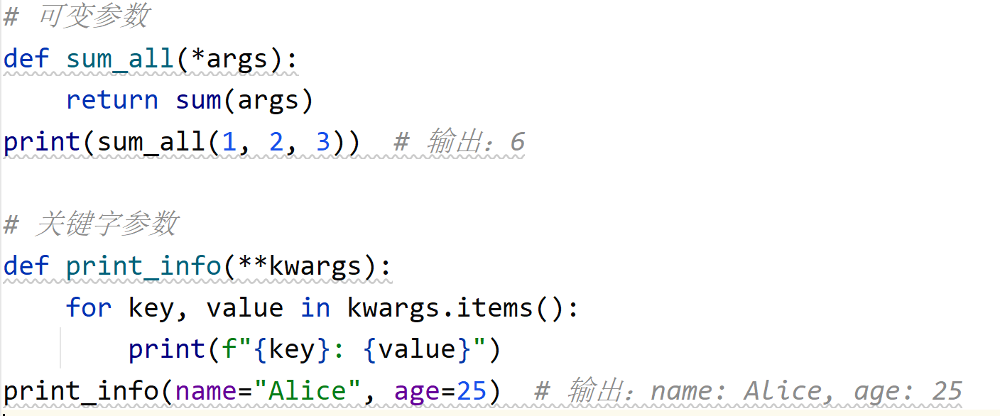 # 可变参数
def sum_all(*args):
    return sum(args)
print(sum_all(1, 2, 3))  # 输出：6

# 关键字参数
def print_info(**kwargs):
    for key, value in kwargs.items():
        print(f"{key}: {value}")
print_info(name="Alice", age=25)  # 输出：name: Alice, age: 25